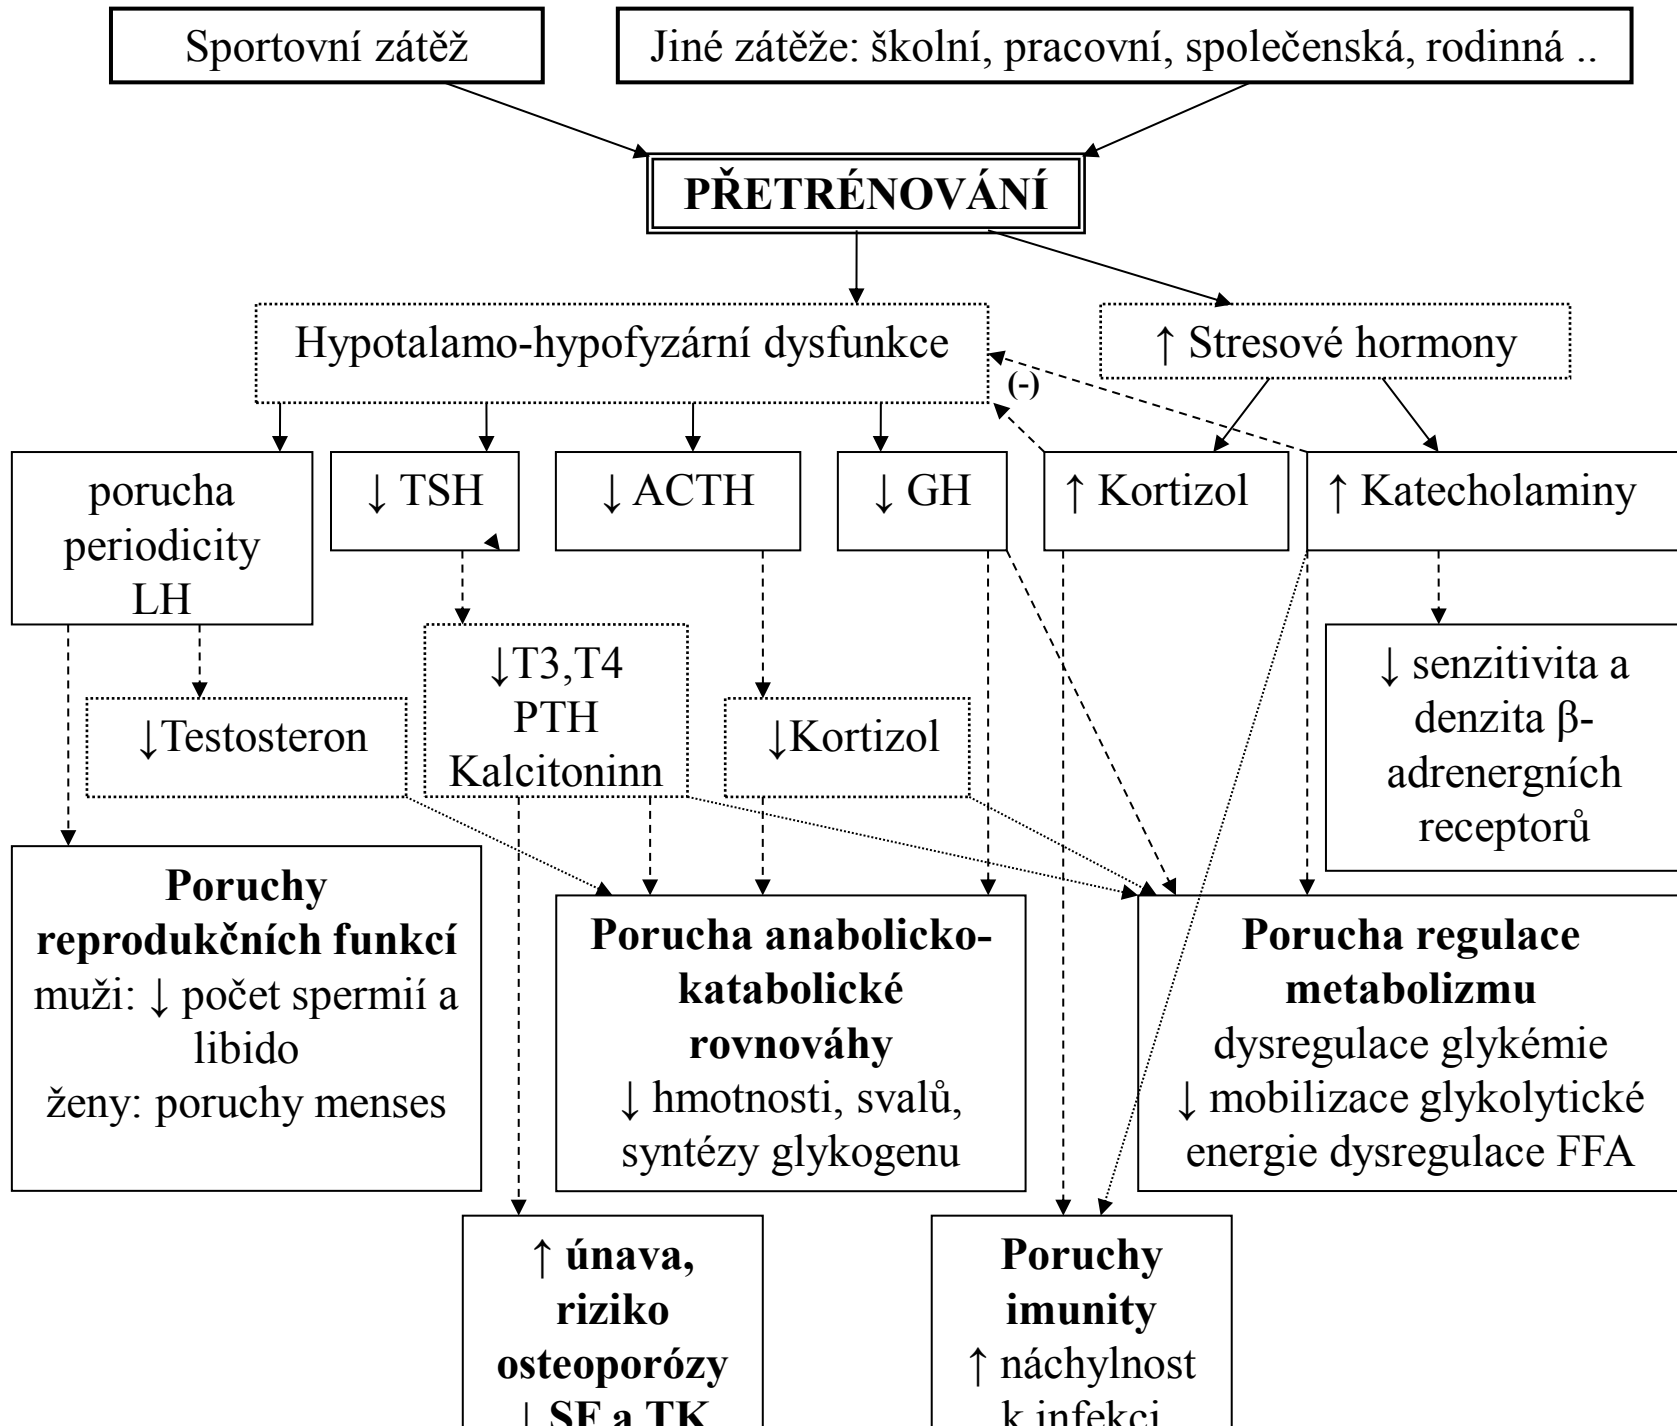 Sportovní zátěž
Jiné zátěže: školní, pracovní, společenská, rodinná ..
PŘETRÉNOVÁNÍ
Hypotalamo-hypofyzární dysfunkce
↑ Stresové hormony
(-)
porucha
periodicity
LH
↓ TSH
↓ ACTH
↓ GH
↑ Kortizol
↑ Katecholaminy
↓Testosteron
↓T3,T4
PTH
Kalcitoninn
↓Kortizol
↓ senzitivita a
denzita β-
adrenergních
receptorů
Poruchy
reprodukčních funkcí
muži: ↓ počet spermií a
libido
ženy: poruchy menses
Porucha anabolicko-
katabolické
rovnováhy
↓ hmotnosti, svalů,
syntézy glykogenu
Porucha regulace
metabolizmu
dysregulace glykémie
↓ mobilizace glykolytické
energie dysregulace FFA
↑ únava,
riziko
osteoporózy
↓ SF a TK
Poruchy
imunity
↑ náchylnost
k infekci